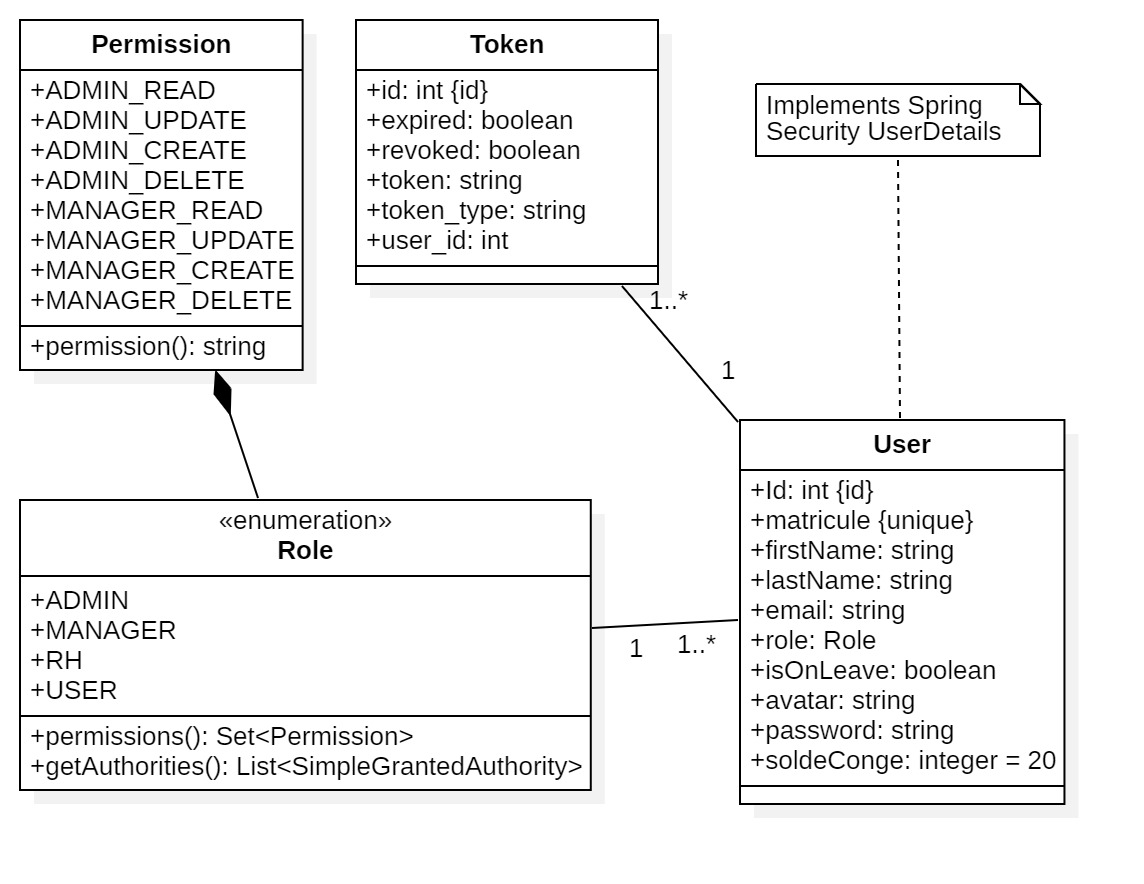 Permission
+ADMIN_READ
+ADMIN_UPDATE
+ADMIN_CREATE
+ADMIN_DELETE
+MANAGER_READ
+MANAGER_UPDATE
+MANAGER_CREATE
+MANAGER_DELETE
+permission(): string
Token
+id: int {id}
+expired: boolean
+revoked: boolean
+token: string
+token_type: string
+user_id: int
Implements Spring
Security UserDetails
1..*
1
«enumeration»
Role
+ADMIN
+MANAGER
+RH
+USER
+permissions(): Set<Permission>
+getAuthorities(): List<SimpleGrantedAuthority>
1
1..*
User
+Id: int {id}
+matricule {unique}
+firstName: string
+lastName: string
+email: string
+role: Role
+isOnLeave: boolean
+avatar: string
+password: string
+soldeConge: integer = 20